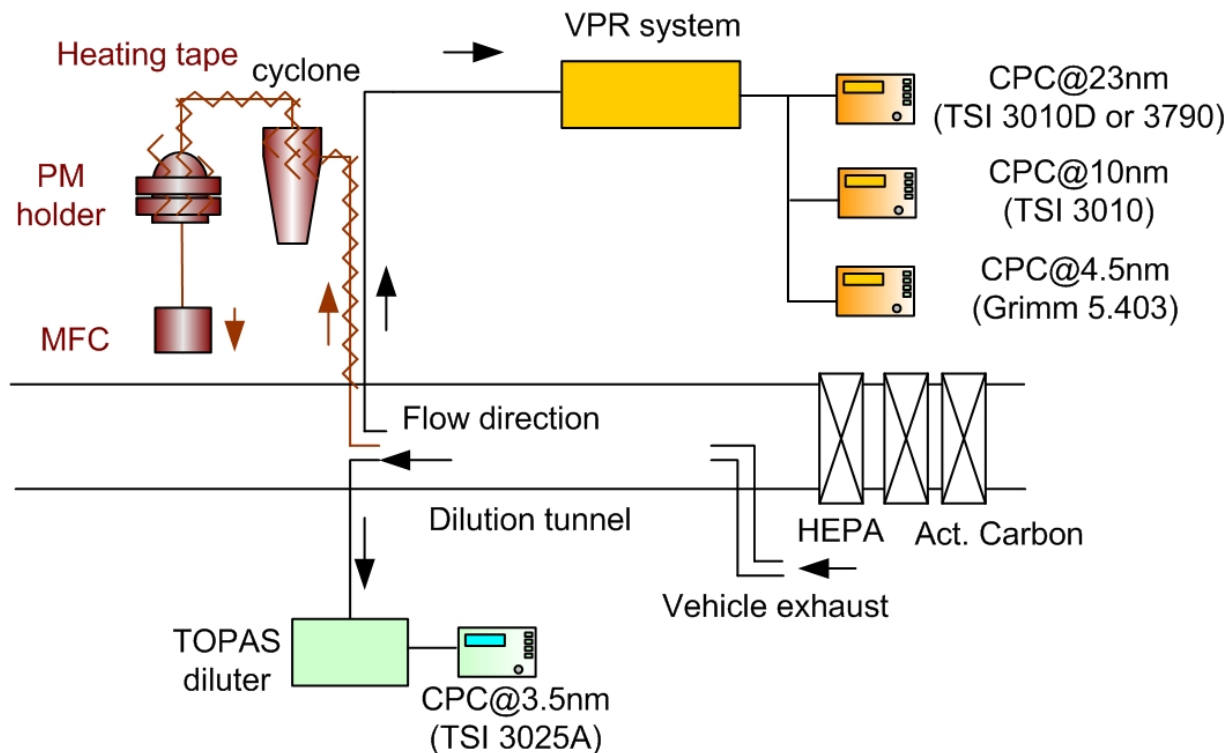 VPR system
Heating tape
cyclone
CPC@23nm
(TSI 3010D or 3790)
PM
holder
CPC@10nm
(TSI 3010)
CPC@4.5nm
(Grimm 5.403)
MFC
Flow direction
Dilution tunnel
HEPA
Act. Carbon
Vehicle exhaust
TOPAS
diluter
CPC@3.5nm
(TSI 3025A)